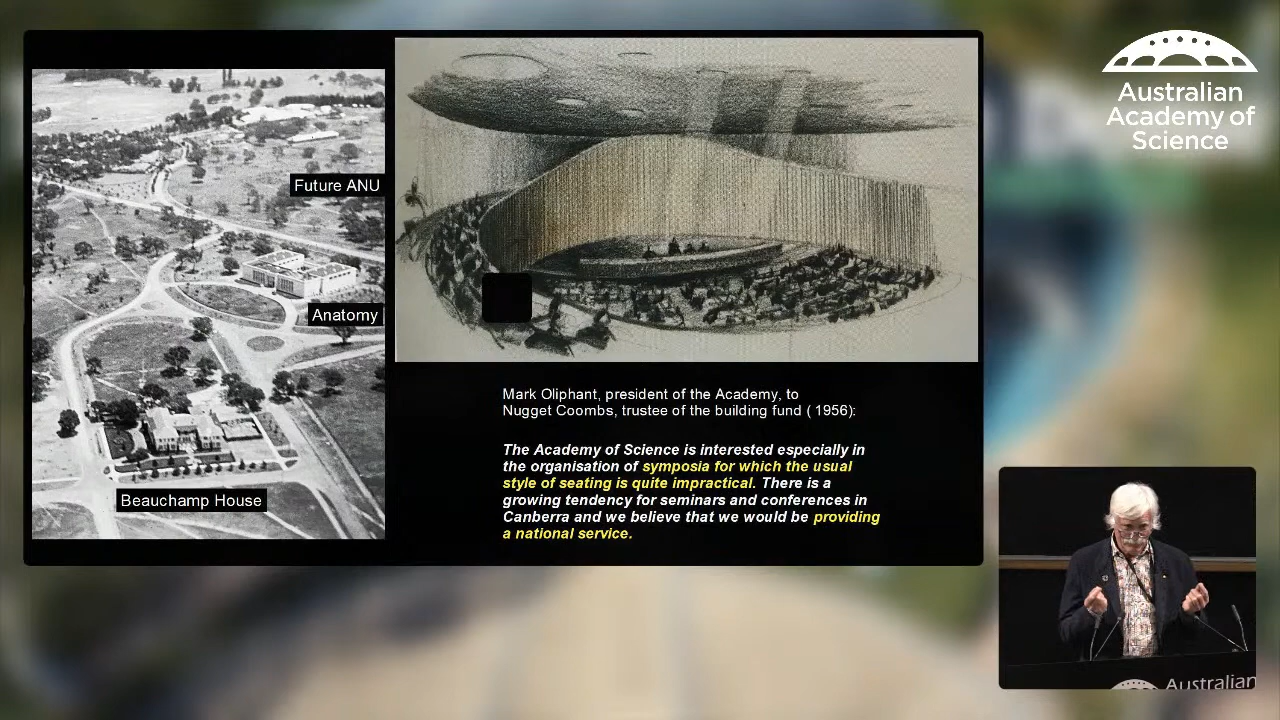 Australian
Academy of
Science
Future ANU
Anatomy
Beauchamp House
Mark Oliphant, president of the Academy, to
Nugget Coombs, trustee of the building fund ( 1956):
The Academy of Science is interested especially in
the organisation of symposia for which the usual
style of seating is quite impractical. There is a
growing tendency for seminars and conferences in
Canberra and we believe that we would be providing
a national service.
Australian